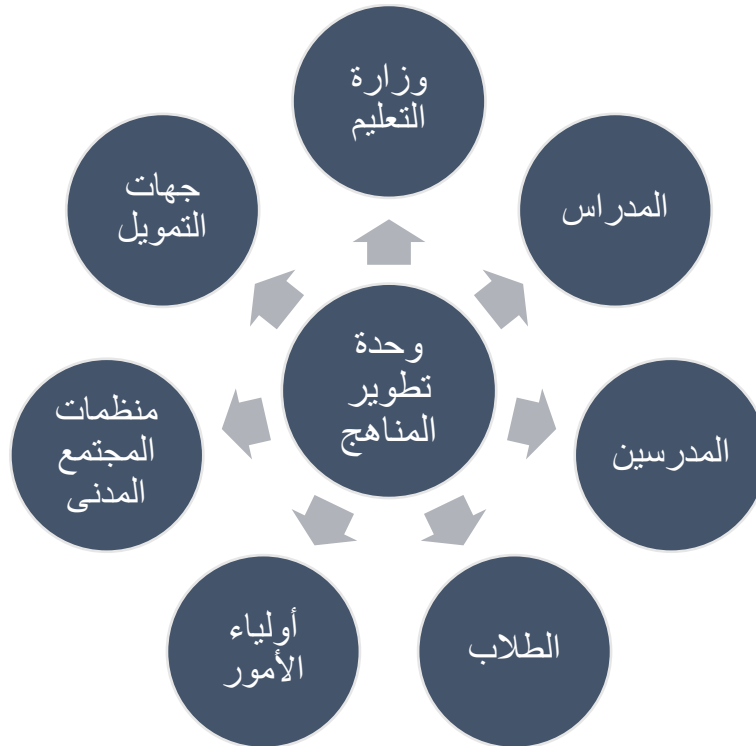 وزارة
التعليم
المدراس
المدرسين
الطلاب
أولياء
الأمور
منظمات
المجتمع
المدنى
جهات
التمويل
وحدة
تطوير
المناهج